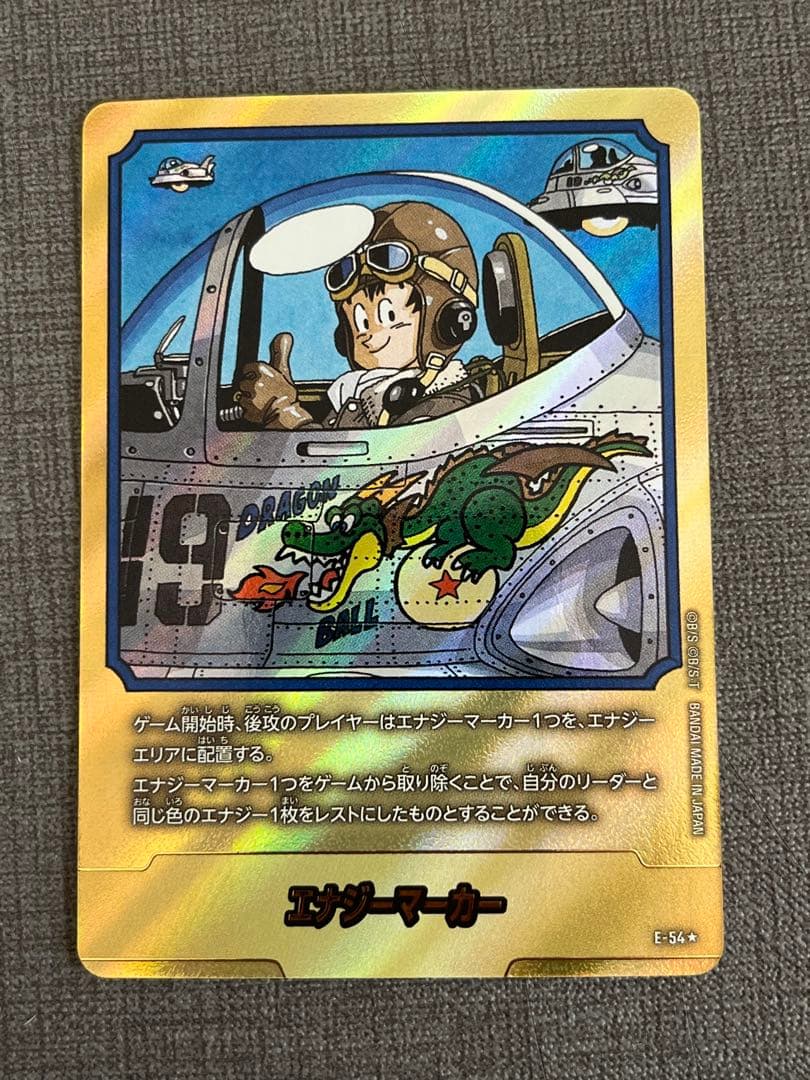 19
DRAGON
BALL
ゲーム開始時、後攻のプレイヤーはエナジーマーカー1つを、エナジー
エリアに配置する。
エナジーマーカー1つをゲームから取り除くことで、自分のリーダーと
同じ色のエナジー1枚をレストにしたものとすることができる。
エナジーマーカー
E-54★
©B/S ©B/S.T BANDAI MADE IN JAPAN